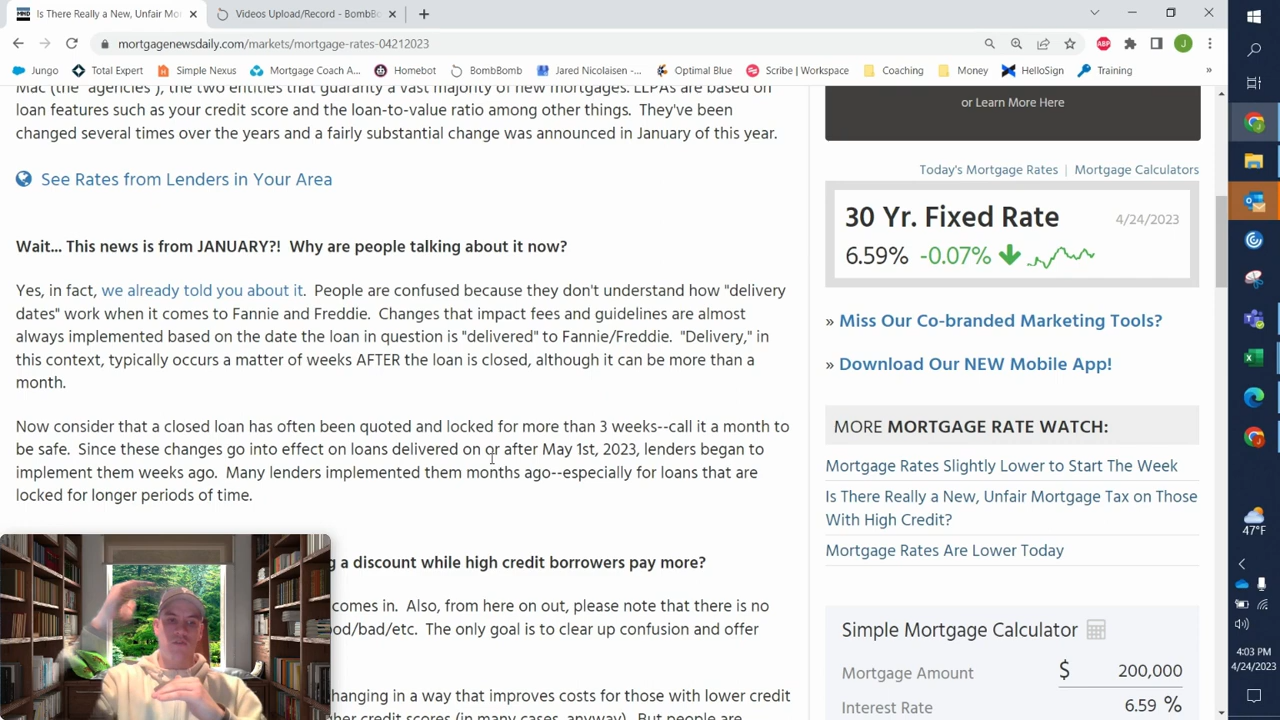 Is There Really a New, Unfair Mo
Videos Upload/Record - BombBo
mortgagenewsdaily.com/markets/mortgage-rates-04212023
ABP
J
Jungo
Total Expert
Simple Nexus
Mortgage Coach A...
Homebot
BombBomb
Jared Nicolaisen -...
Optimal Blue
Scribe | Workspace
Coaching
Money
HelloSign
Training
»
Mac (the "agencies"), the two entities that guaranty a vast majority of new mortgages. LLPAs are based on
loan features such as your credit score and the loan-to-value ratio among other things. They've been
changed several times over the years and a fairly substantial change was announced in January of this year.
See Rates from Lenders in Your Area
Wait... This news is from JANUARY?! Why are people talking about it now?
Yes, in fact, we already told you about it. People are confused because they don't understand how "delivery
dates" work when it comes to Fannie and Freddie. Changes that impact fees and guidelines are almost
always implemented based on the date the loan in question is "delivered" to Fannie/Freddie. "Delivery," in
this context, typically occurs a matter of weeks AFTER the loan is closed, although it can be more than a
month.
Now consider that a closed loan has often been quoted and locked for more than 3 weeks--call it a month to
be safe. Since these changes go into effect on loans delivered on or after May 1st, 2023, lenders began to
implement them weeks ago. Many lenders implemented them months ago--especially for loans that are
locked for longer periods of time.
g a discount while high credit borrowers pay more?
comes in. Also, from here on out, please note that there is no
ood/bad/etc. The only goal is to clear up confusion and offer
hanging in a way that improves costs for those with lower credit
her credit scores (in many cases, anyway). But people are
or Learn More Here
Today's Mortgage Rates | Mortgage Calculators
30 Yr. Fixed Rate
4/24/2023
6.59% -0.07%
» Miss Our Co-branded Marketing Tools?
» Download Our NEW Mobile App!
MORE MORTGAGE RATE WATCH:
Mortgage Rates Slightly Lower to Start The Week
Is There Really a New, Unfair Mortgage Tax on Those
With High Credit?
Mortgage Rates Are Lower Today
Simple Mortgage Calculator
Mortgage Amount $ 200,000
Interest Rate 6.59 %
47°F
4:03 PM
4/24/2023